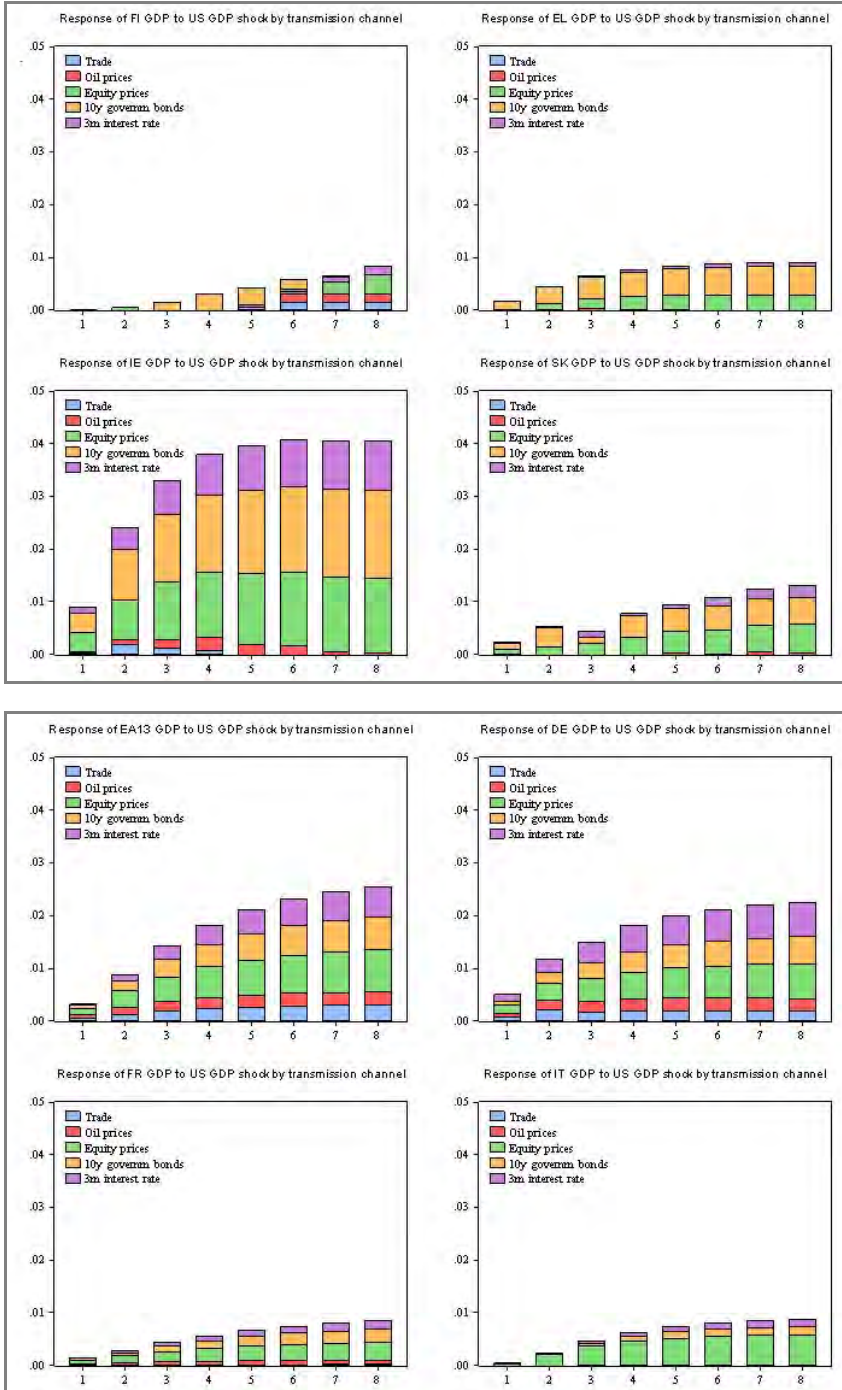 Response of FI GDP to US GDP shock by transmission channel
.05
.04
.03
.02
.01
.00
Trade
Oil prices
Equity prices
10y governm bonds
3m interest rate
1 2 3 4 5 6 7 8
Response of EL GDP to US GDP shock by transmission channel
.05
.04
.03
.02
.01
.00
Trade
Oil prices
Equity prices
10y governm bonds
3m interest rate
1 2 3 4 5 6 7 8
Response of IE GDP to US GDP shock by transmission channel
.05
.04
.03
.02
.01
.00
Trade
Oil prices
Equity prices
10y governm bonds
3m interest rate
1 2 3 4 5 6 7 8
Response of SK GDP to US GDP shock by transmission channel
.05
.04
.03
.02
.01
.00
Trade
Oil prices
Equity prices
10y governm bonds
3m interest rate
1 2 3 4 5 6 7 8
Response of EA13 GDP to US GDP shock by transmission channel
.05
.04
.03
.02
.01
.00
Trade
Oil prices
Equity prices
10y governm bonds
3m interest rate
1 2 3 4 5 6 7 8
Response of DE GDP to US GDP shock by transmission channel
.05
.04
.03
.02
.01
.00
Trade
Oil prices
Equity prices
10y governm bonds
3m interest rate
1 2 3 4 5 6 7 8
Response of FR GDP to US GDP shock by transmission channel
.05
.04
.03
.02
.01
.00
Trade
Oil prices
Equity prices
10y governm bonds
3m interest rate
1 2 3 4 5 6 7 8
Response of IT GDP to US GDP shock by transmission channel
.05
.04
.03
.02
.01
.00
Trade
Oil prices
Equity prices
10y governm bonds
3m interest rate
1 2 3 4 5 6 7 8